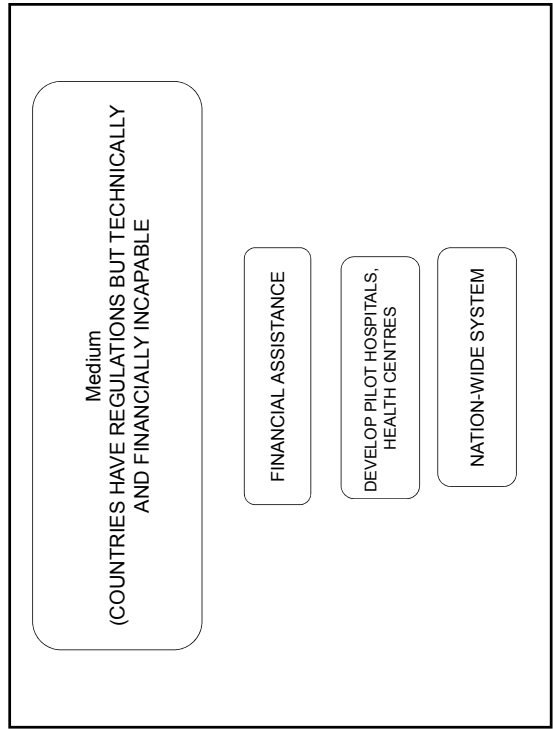 Medium
(COUNTRIES HAVE REGULATIONS BUT TECHNICALLY
AND FINANCIALLY INCAPABLE
FINANCIAL ASSISTANCE
DEVELOP PILOT HOSPITALS,
HEALTH CENTRES
NATION-WIDE SYSTEM